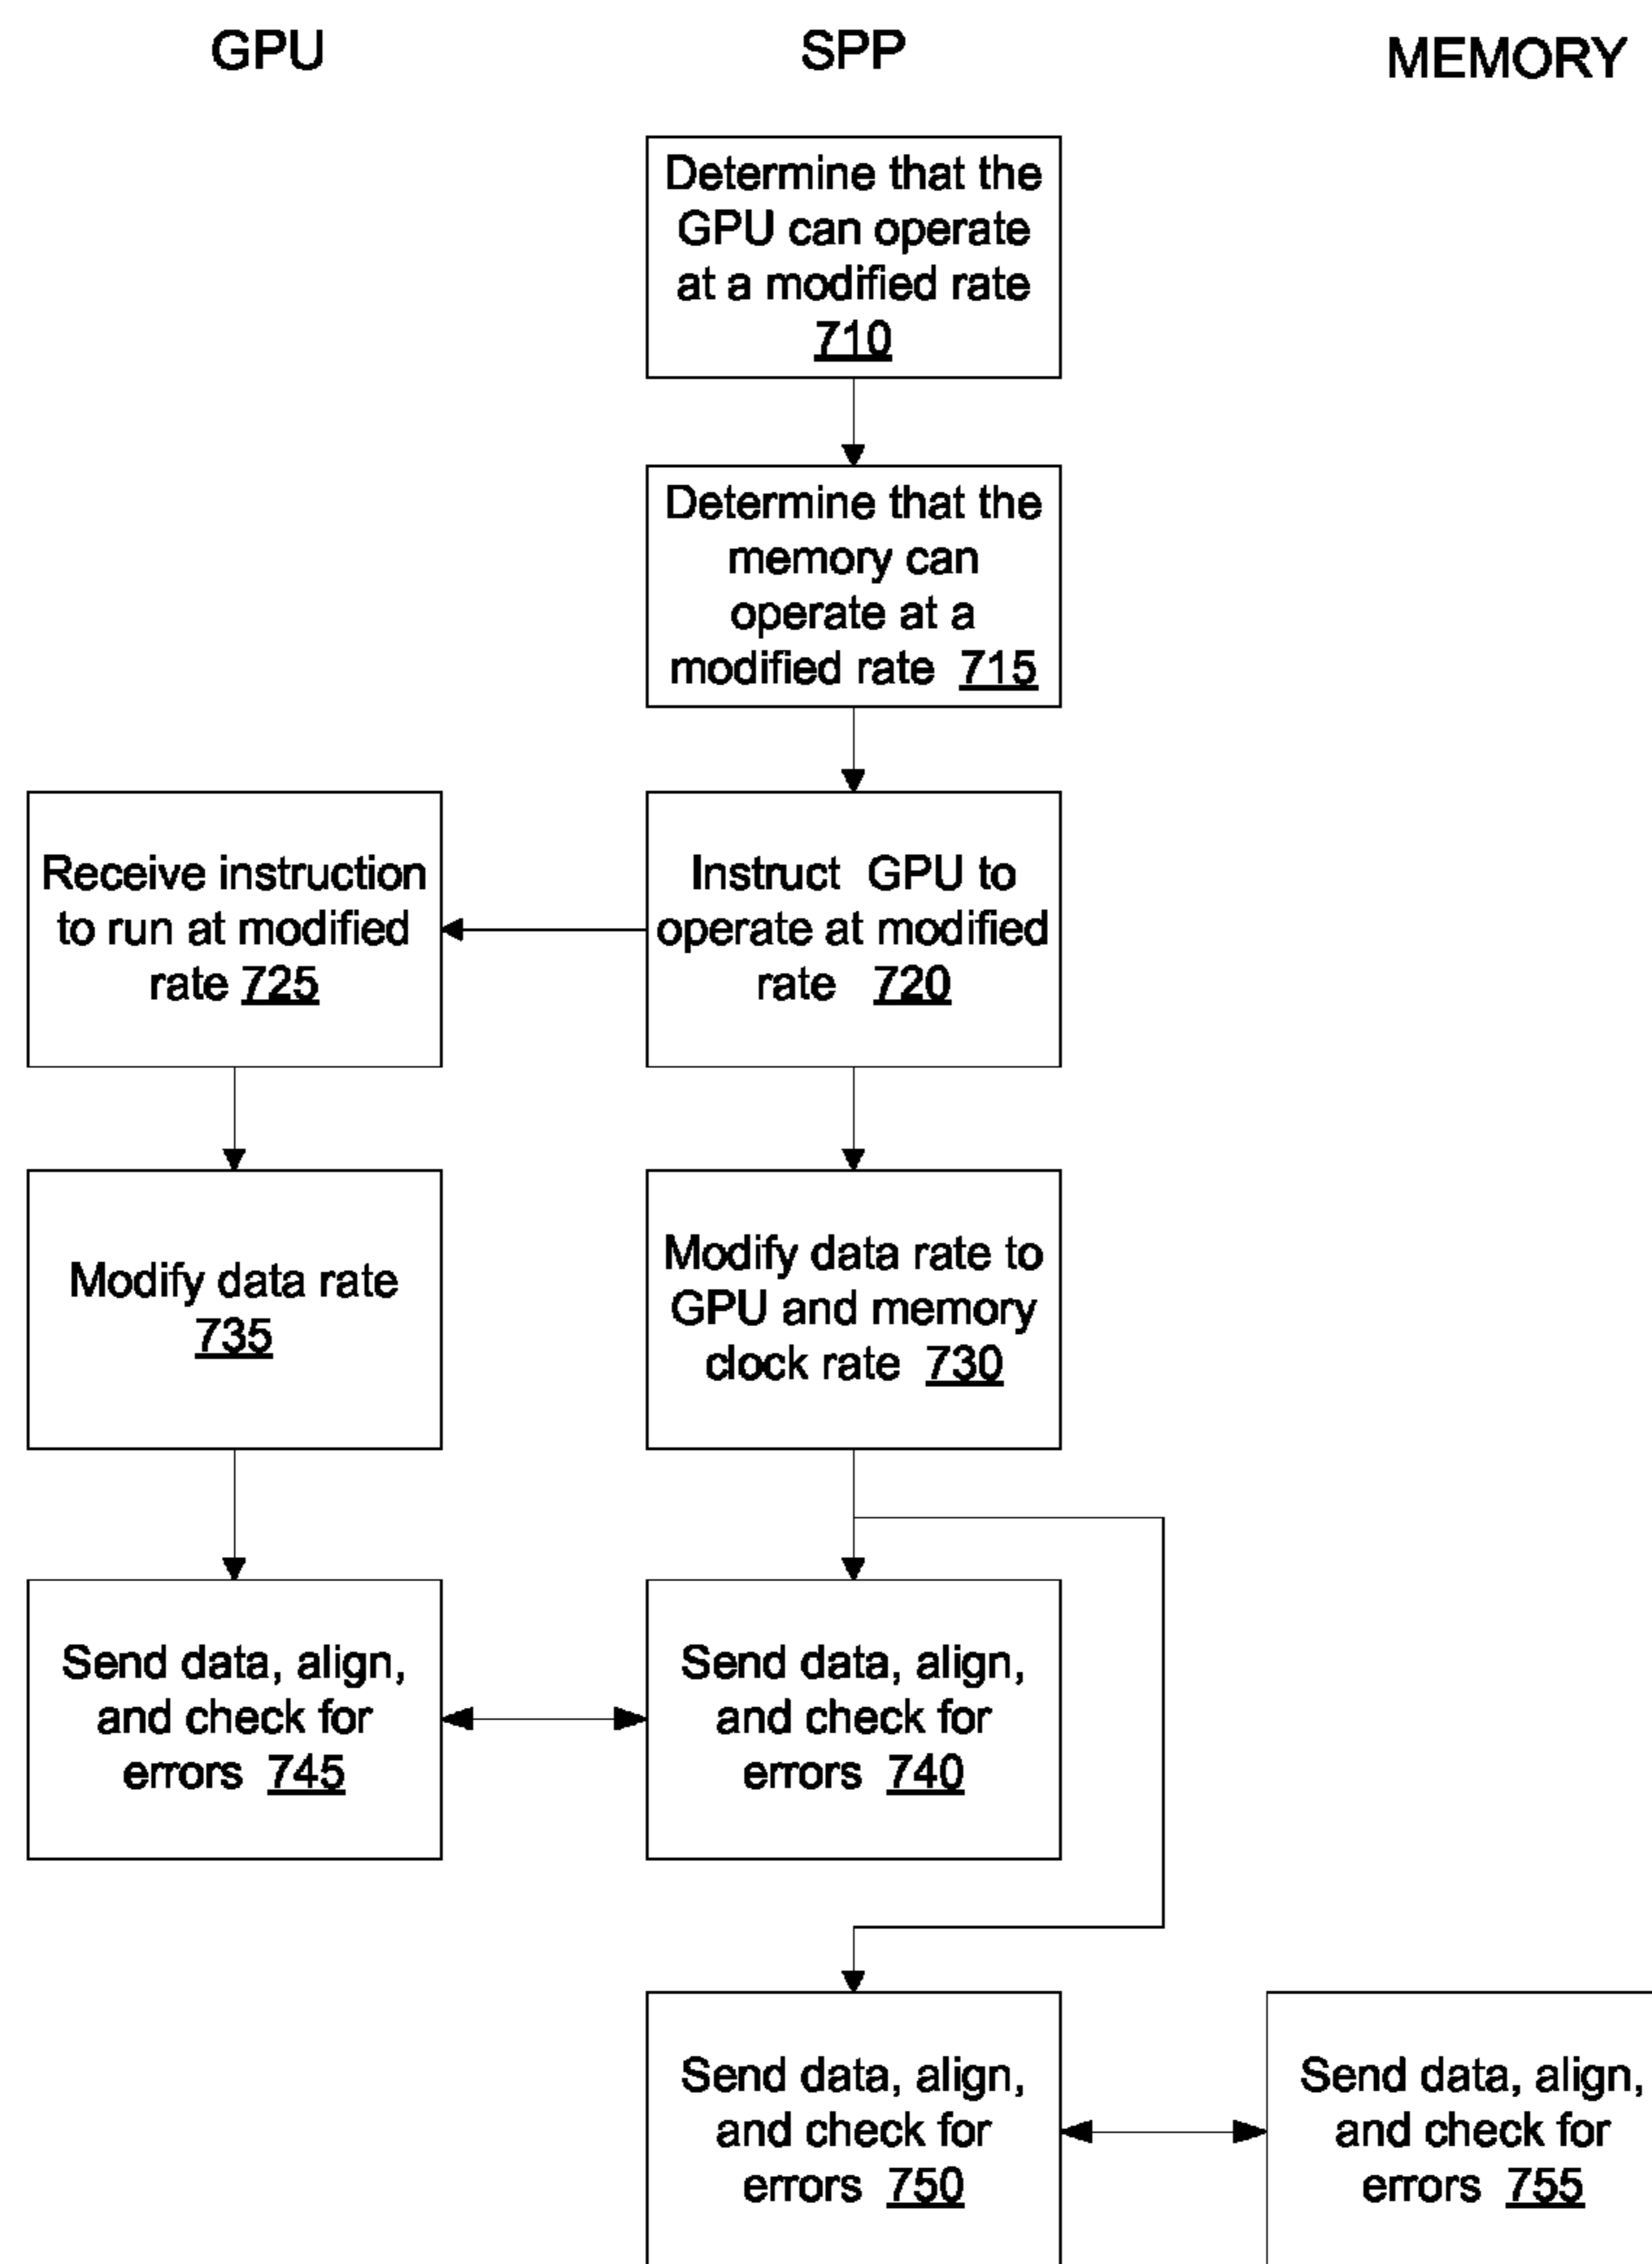 GPU
SPP
MEMORY
Determine that the
GPU can operate
at a modified rate
710
Determine that the
memory can
operate at a
modified rate 715
Receive instruction
to run at modified
rate 725
Instruct GPU to
operate at modified
rate 720
Modify data rate
735
Modify data rate to
GPU and memory
clock rate 730
Send data, align,
and check for
errors 745
Send data, align,
and check for
errors 740
Send data, align,
and check for
errors 750
Send data, align,
and check for
errors 755